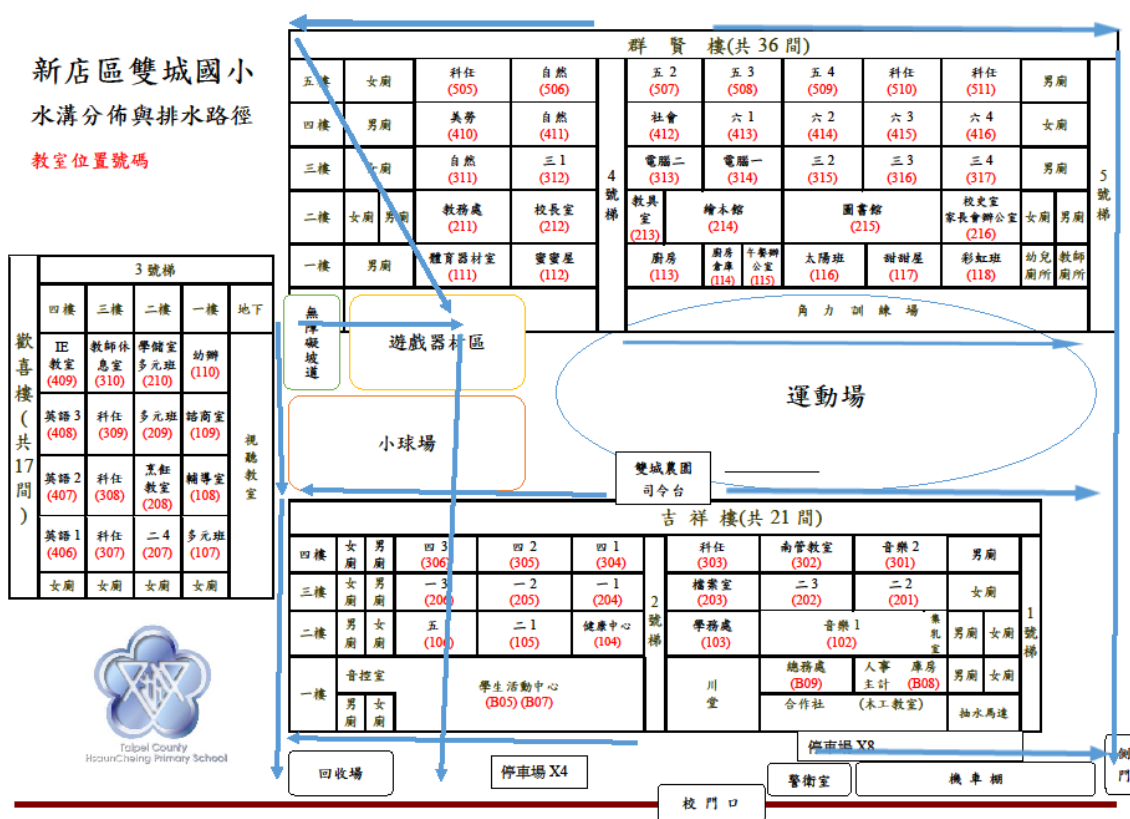 新店區雙城國小
水溝分佈與排水路徑
教室位置號碼
群 賢 樓(共 36 間)
五樓 女廁 科任 自然 五 2 五 3 五 4 科任 科任 男廁
(505) (506) (507) (508) (509) (510) (511)
四樓 男廁 美勞 自然 社會 六 1 六 2 六 3 六 4 女廁
(410) (411) (412) (413) (414) (415) (416)
三樓 女廁 自然 三 1 電腦二 電腦一 三 2 三 3 三 4 男廁
(311) (312) (313) (314) (315) (316) (317)
4 號梯
5 號梯
二樓 女廁 男廁 教務處 校長室 教具室 繪本館 圖書館 校史室 女廁 男廁
家長會辦公室
(211) (212) (213) (214) (215) (216)
一樓 男廁 體育器材室 蜜蜜屋 廚房 廚房倉庫 午餐辦公室 太陽班 甜甜屋 彩虹班 幼兒廁所 教師廁所
(111) (112) (113) (114) (115) (116) (117) (118)
角 力 訓 練 場
3 號梯
歡喜樓(共17間)
四樓 三樓 二樓 一樓 地下
IE教室 教師休息室 學儲室多元班 幼辦
(409) (310) (210) (110)
英語 3 科任 多元班 諮商室
(408) (309) (209) (109)
視聽教室
英語 2 科任 烹飪教室 輔導室
(407) (308) (208) (108)
英語 1 科任 二 4 多元班
(406) (307) (207) (107)
女廁 女廁 女廁 女廁
無障礙坡道
遊戲器材區
運動場
小球場
雙城農園
司令台
吉 祥 樓(共 21 間)
四樓 女廁 男廁 四 3 四 2 四 1 科任 南管教室 音樂 2 男廁
(306) (305) (304) (303) (302) (301)
三樓 女廁 男廁 一 3 一 2 一 1 檔案室 二 3 二 2 女廁
(206) (205) (204) (203) (202) (201)
2 號梯
1 號梯
二樓 男廁 女廁 五 二 1 健康中心 學務處 音樂 1 集乳室 男廁 女廁
(106) (105) (104) (103) (102)
一樓 音控室 學生活動中心 川堂 總務處 人事主計 庫房 男廁 女廁
(B05) (B07) (B09) (B08)
男廁 女廁 合作社 (木工教室) 抽水馬達
Taipei County
HsaunCheing Primary School
回收場
停車場 X4
停車場 X8
警衛室
機 車 棚
側門
校 門 口